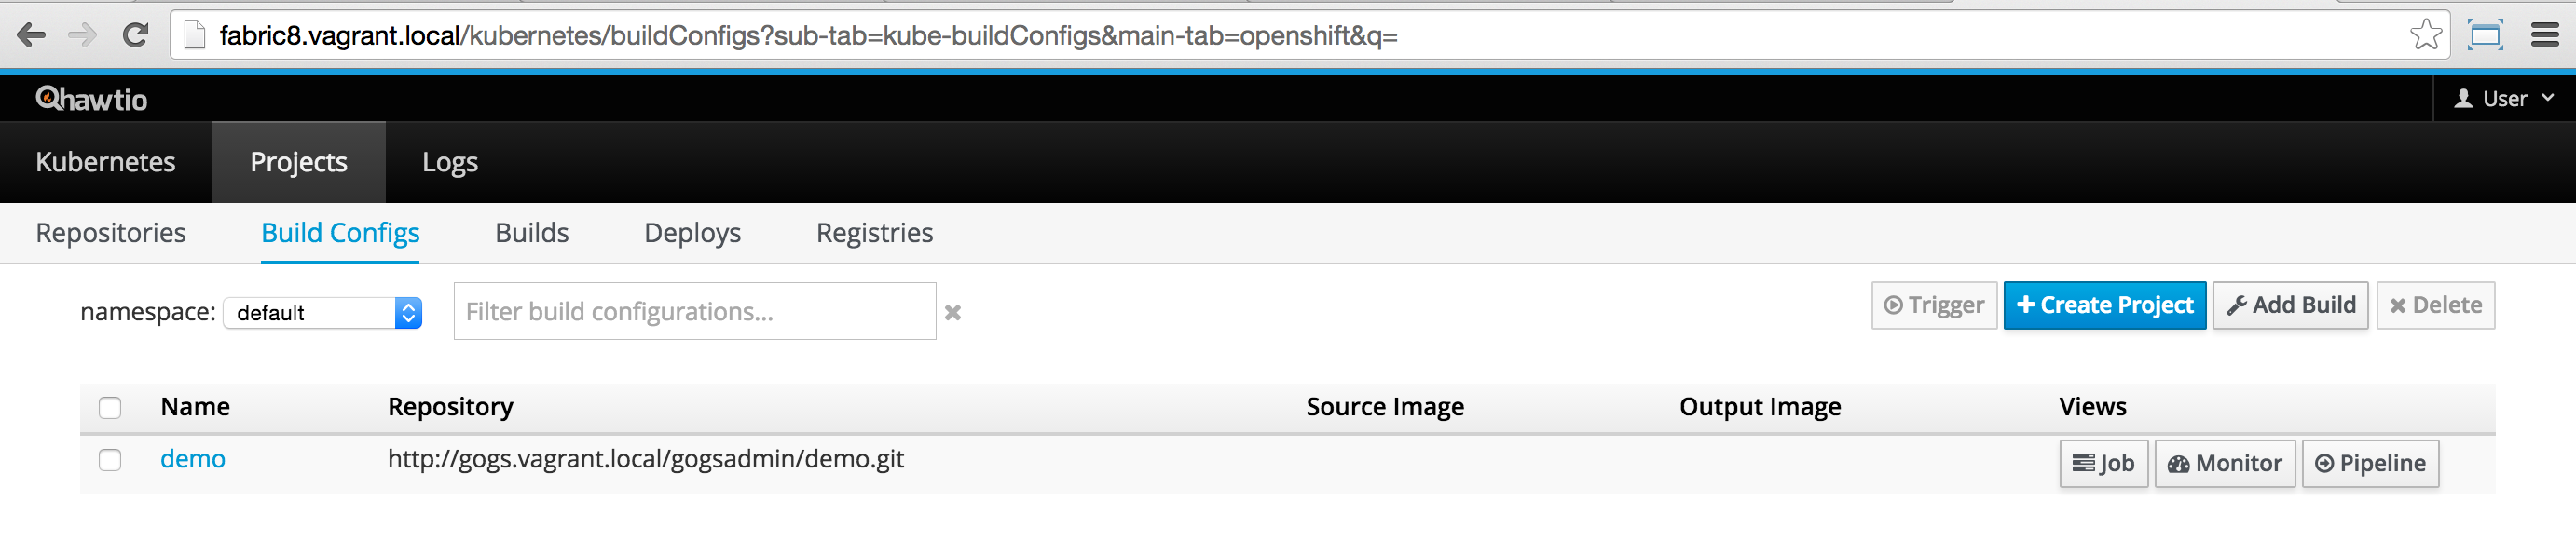 fabric8.vagrant.local/kubernetes/buildConfigs?sub-tab=kube-buildConfigs&main-tab=openshift&q=
hawtio User
Kubernetes Projects Logs
Repositories Build Configs Builds Deploys Registries
namespace: default Filter build configurations... Trigger Create Project Add Build Delete
Name Repository Source Image Output Image Views
demo http://gogs.vagrant.local/gogsadmin/demo.git Job Monitor Pipeline